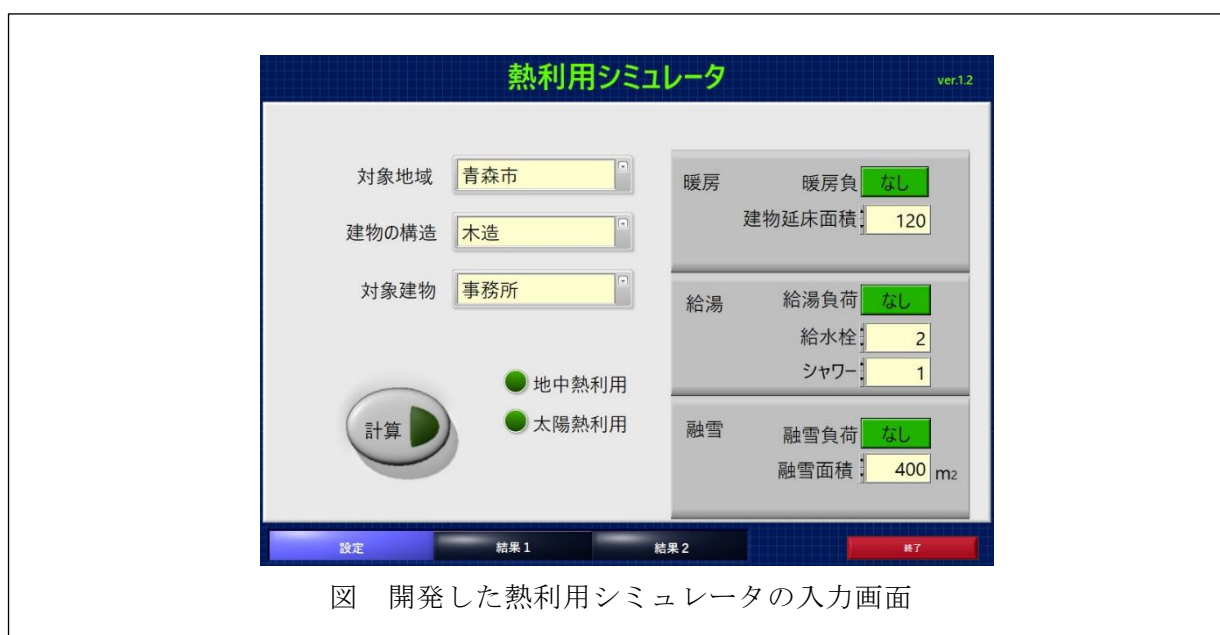 熱利用シミュレータ
ver.1.2
対象地域 青森市
建物の構造 木造
対象建物 事務所
計算
地中熱利用
太陽熱利用
暖房 暖房負 なし
建物延床面積 120
給湯 給湯負荷 なし
給水栓 2
シャワー 1
融雪 融雪負荷 なし
融雪面積 400 m2
設定 結果1 結果2 終了
図 開発した熱利用シミュレータの入力画面